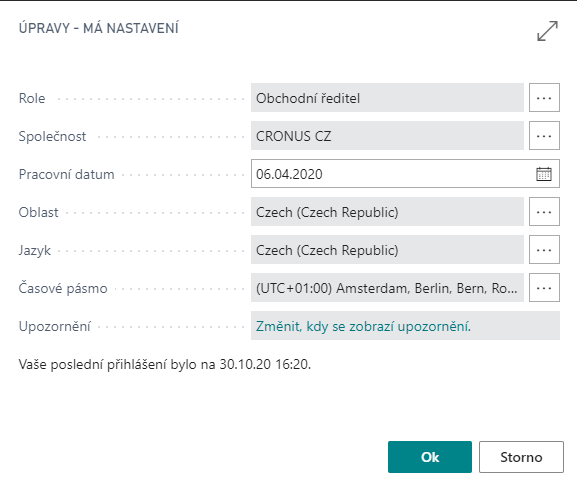 ÚPRAVY - MÁ NASTAVENÍ
Role Obchodní ředitel
Společnost CRONUS CZ
Pracovní datum 06.04.2020
Oblast Czech (Czech Republic)
Jazyk Czech (Czech Republic)
Časové pásmo (UTC+01:00) Amsterdam, Berlin, Bern, Ro...
Upozornění Změnit, kdy se zobrazí upozornění.
Vaše poslední přihlášení bylo na 30.10.20 16:20.
Ok Storno